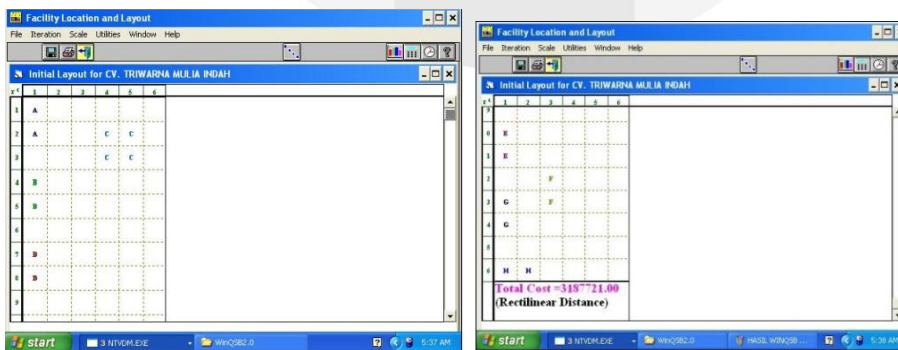 Facility Location and Layout
File Iteration Scale Utilities Window Help
Initial Layout for CV. TRIWARNA MULIA INDAH
r\c 1 2 3 4 5 6
1 A
2 A C C
3 C C
4 B
5 B
6
7 D
8 D
9
start 3 NTVDM.EXE WinQSB2.0 5:37 AM
Facility Location and Layout
File Iteration Scale Utilities Window Help
Initial Layout for CV. TRIWARNA MULIA INDAH
r\c 1 2 3 4 5 6
9
0 E
1 E
2 F
3 G F
4 G
5
6 H H
Total Cost =3187721.00
(Rectilinear Distance)
start 3 NTVDM.EXE WinQSB2.0 HASIL WINQSB ... 5:38 AM